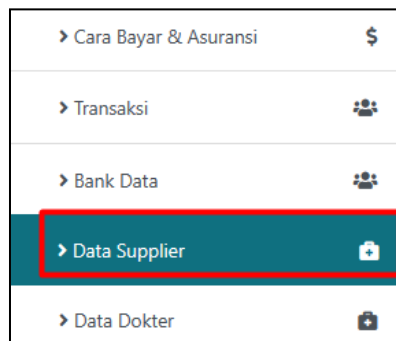 Cara Bayar & Asuransi $
Transaksi
Bank Data
Data Supplier
Data Dokter